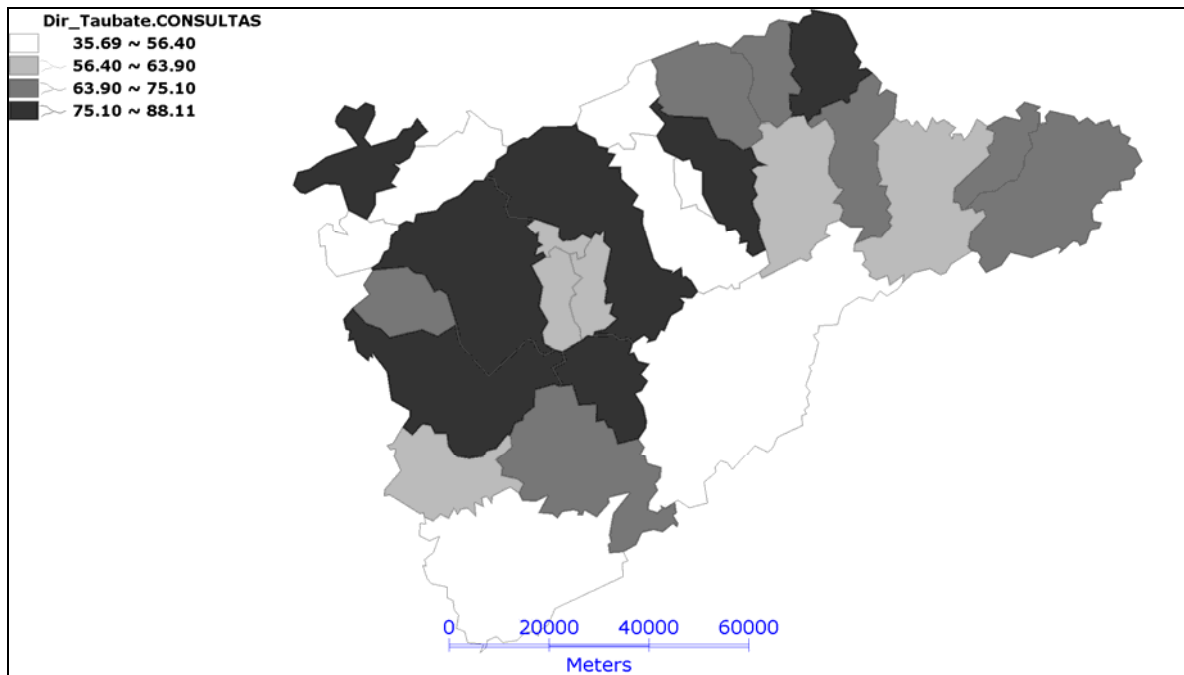 Dir_Taubate.CONSULTAS
35.69 ~ 56.40
56.40 ~ 63.90
63.90 ~ 75.10
75.10 ~ 88.11
0 20000 40000 60000
Meters